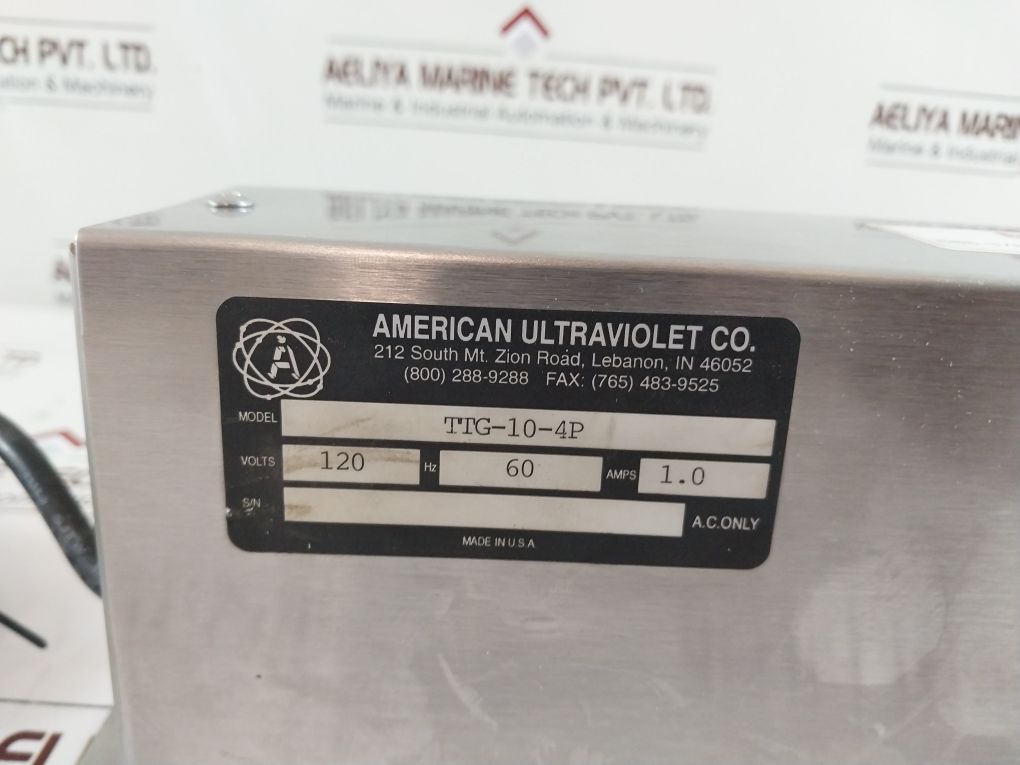 CH PVT. LTD.
ation & Machinery
AELIYA MARINE TECH PVT. LTD.
Marine & Industrial Automation & Machinery
AELIYA MARIN
Marine & Industrial
AMERICAN ULTRAVIOLET CO.
212 South Mt. Zion Road, Lebanon, IN 46052
(800) 288-9288 FAX: (765) 483-9525
MODEL TTG-10-4P
VOLTS 120 Hz 60 AMPS 1.0
S/N A.C.ONLY
MADE IN U.S.A.